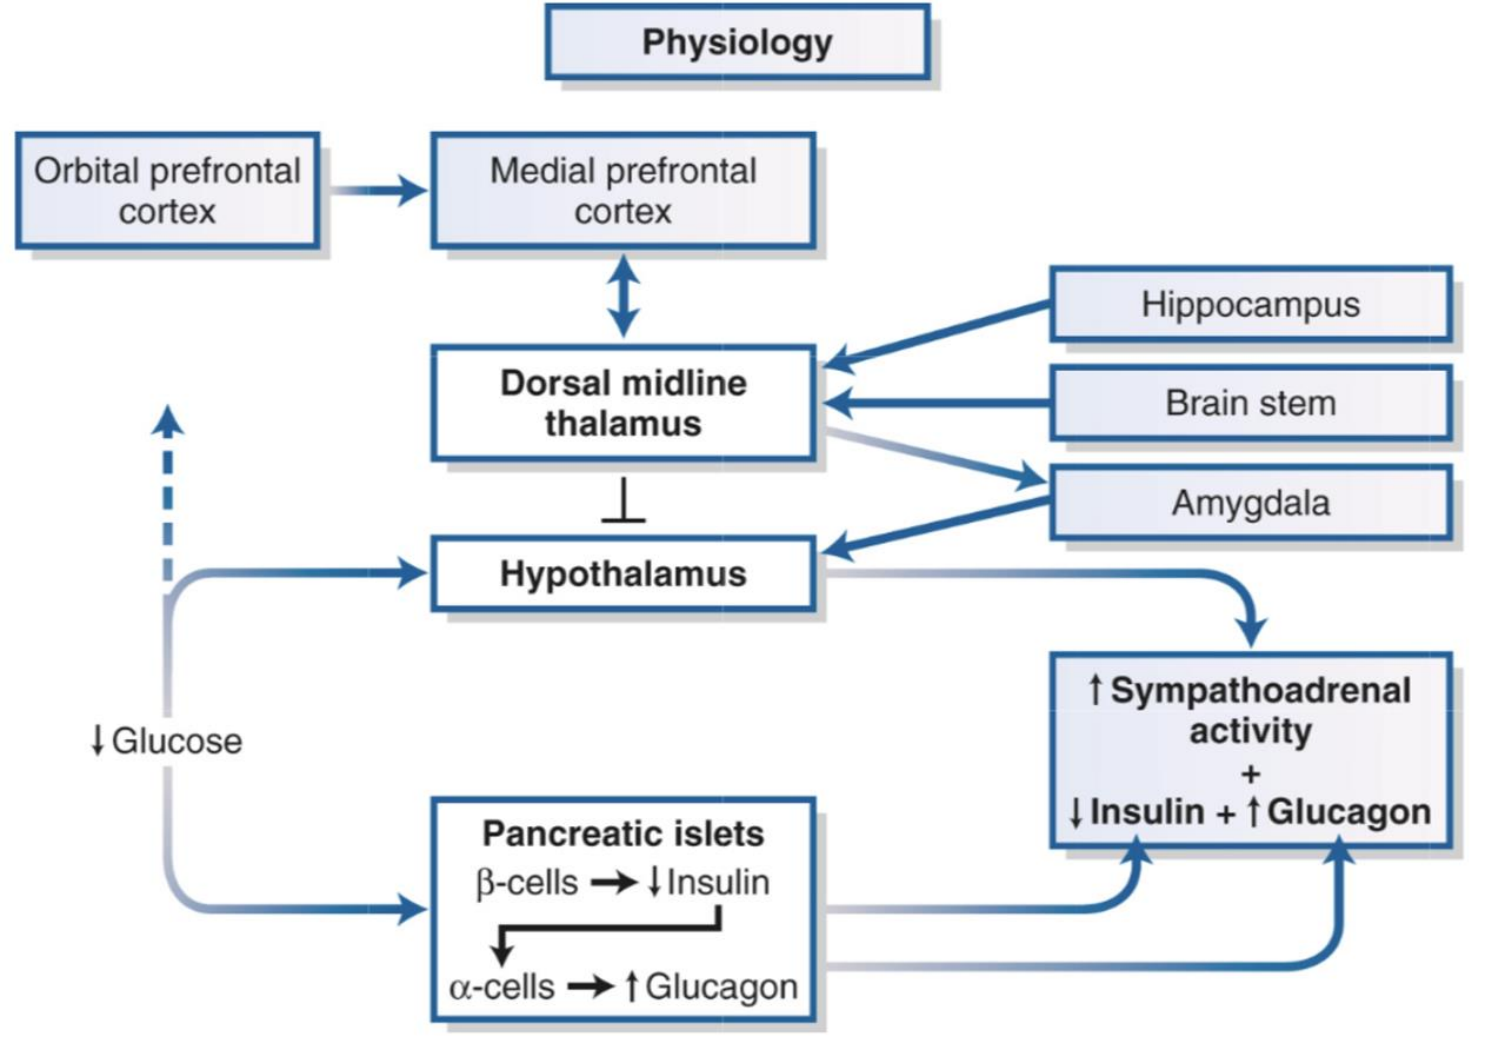 Physiology
Orbital prefrontal
cortex
Medial prefrontal
cortex
Hippocampus
Dorsal midline
thalamus
Brain stem
Amygdala
Hypothalamus
↑ Sympathoadrenal
activity
+
↓ Insulin + ↑ Glucagon
↓ Glucose
Pancreatic islets
β-cells → ↓ Insulin
α-cells → ↑ Glucagon